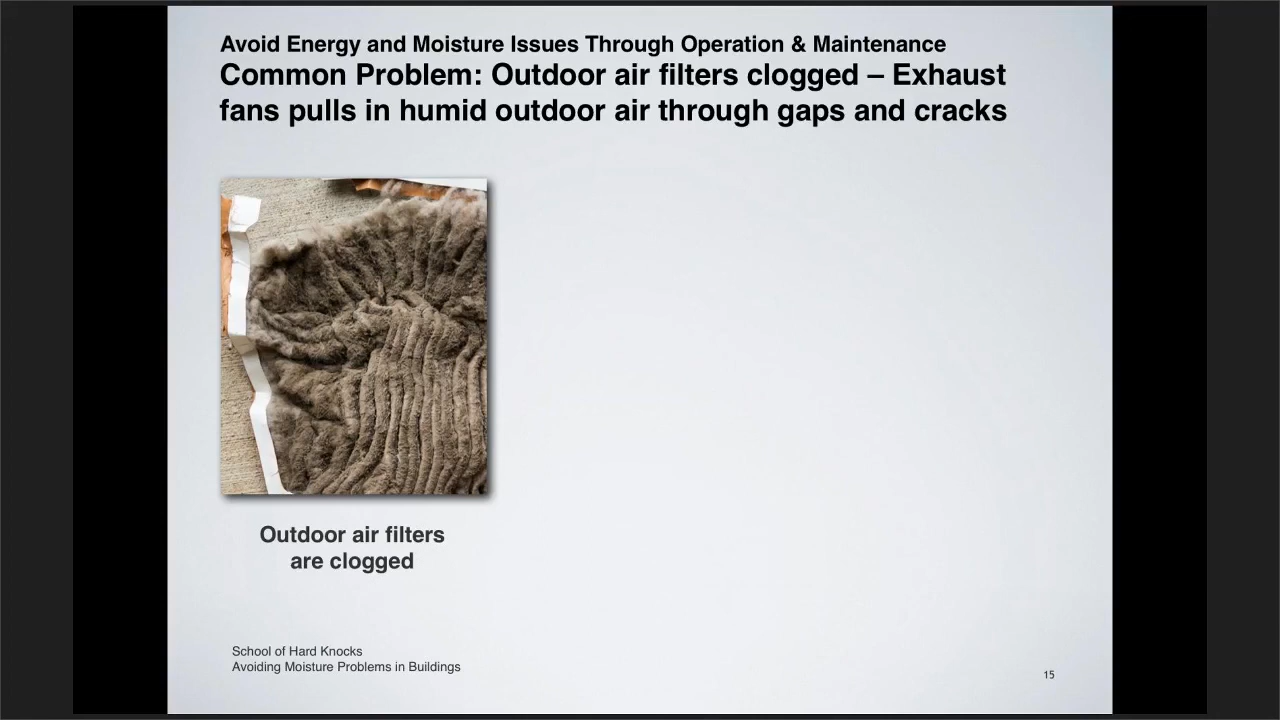 Avoid Energy and Moisture Issues Through Operation & Maintenance
Common Problem: Outdoor air filters clogged – Exhaust
fans pulls in humid outdoor air through gaps and cracks
Outdoor air filters
are clogged
School of Hard Knocks
Avoiding Moisture Problems in Buildings
15